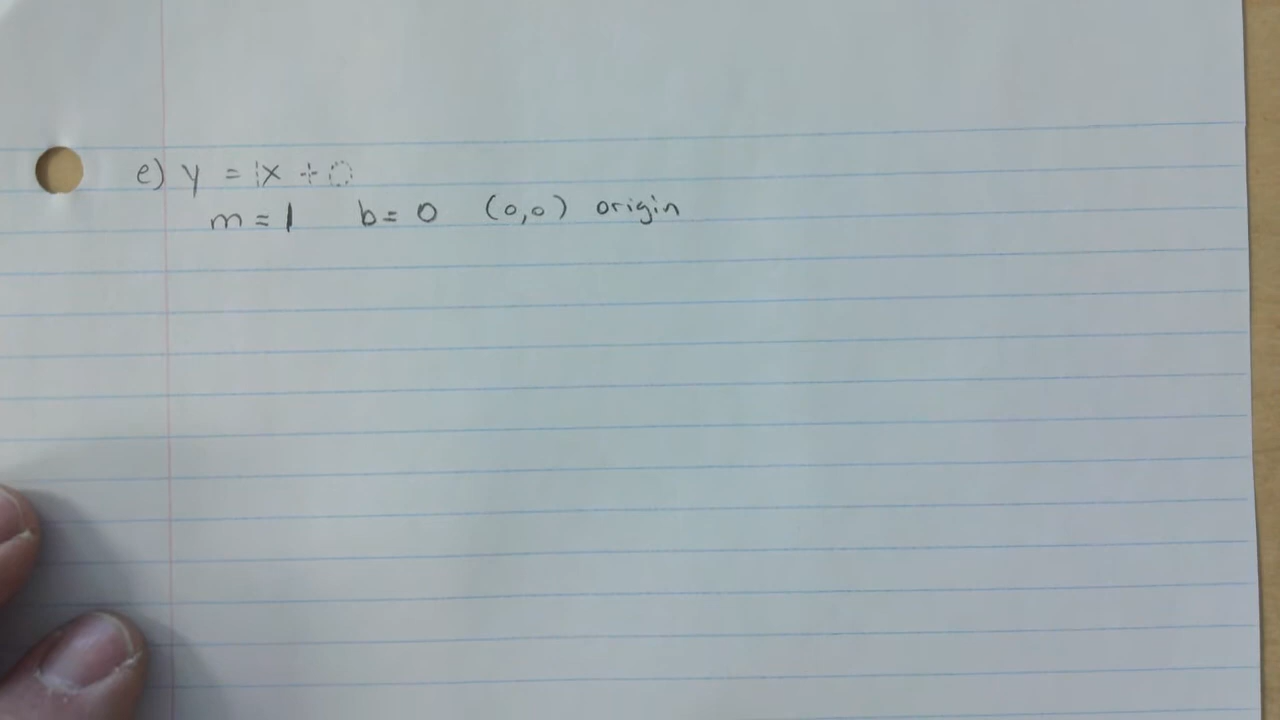 e) y = 1x + 0
m = 1 b = 0 (0,0) origin